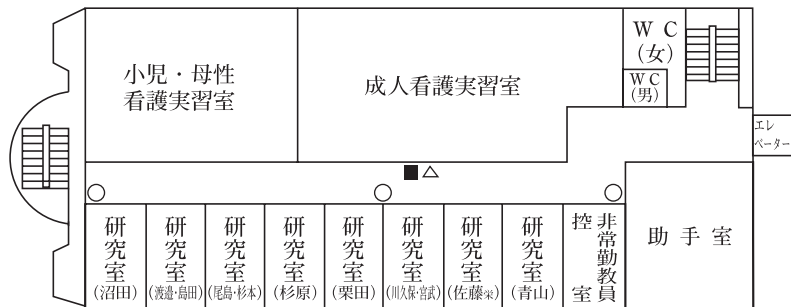 小児・母性
看護実習室
成人看護実習室
WC
(女)
WC
(男)
エレ
ベーター
研究室
(沼田)
研究室
(渡邉・島田)
研究室
(尾島・杉本)
研究室
(杉原)
研究室
(栗田)
研究室
(川久保・宮武)
研究室
(佐藤栄)
研究室
(青山)
非常勤教員
控室
助手室